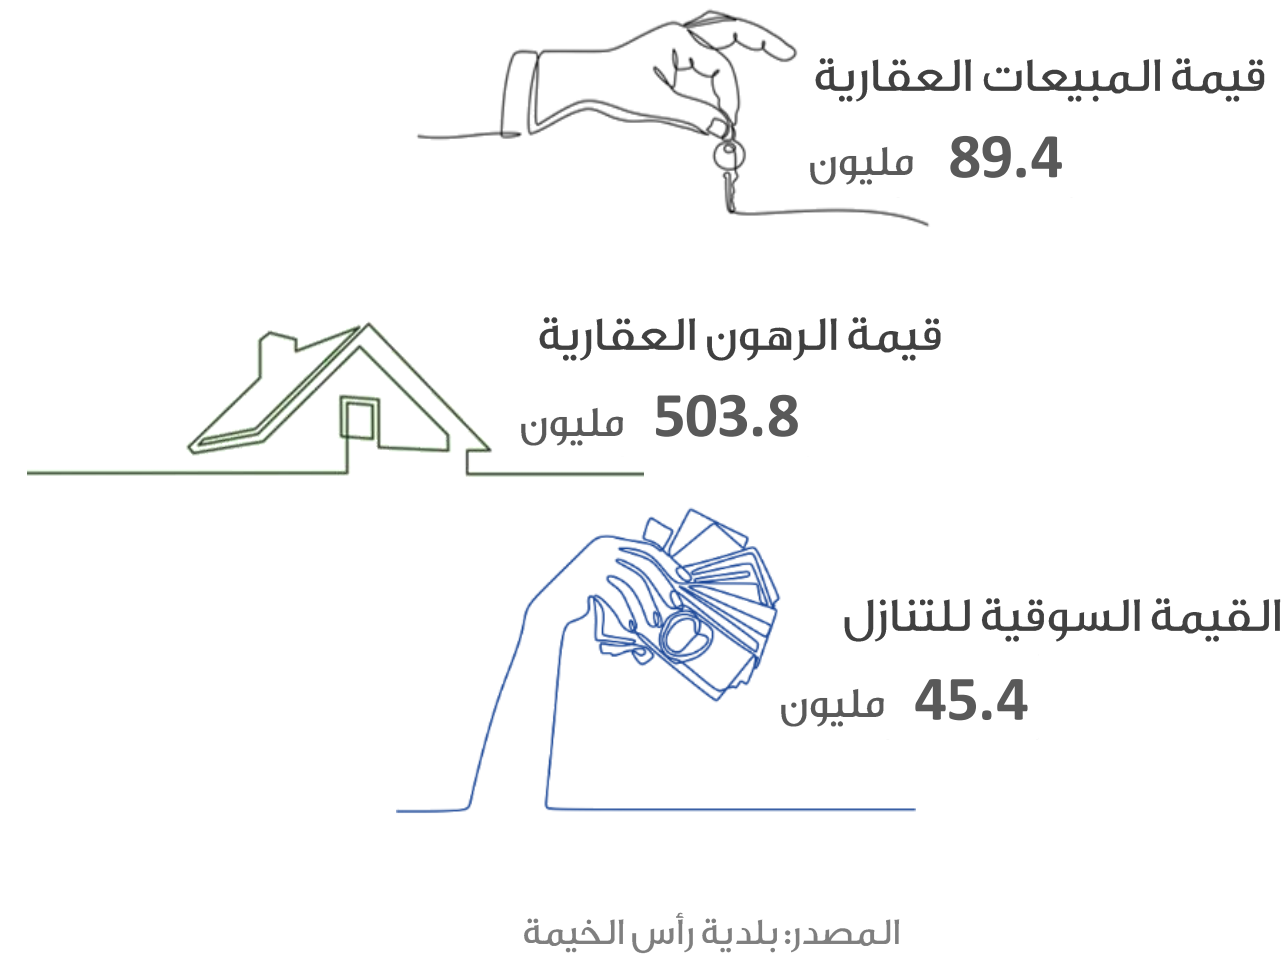 قيمة المبيعات العقارية
89.4 مليون
قيمة الرهون العقارية
503.8 مليون
القيمة السوقية للتنازل
45.4 مليون
المصدر: بلدية رأس الخيمة